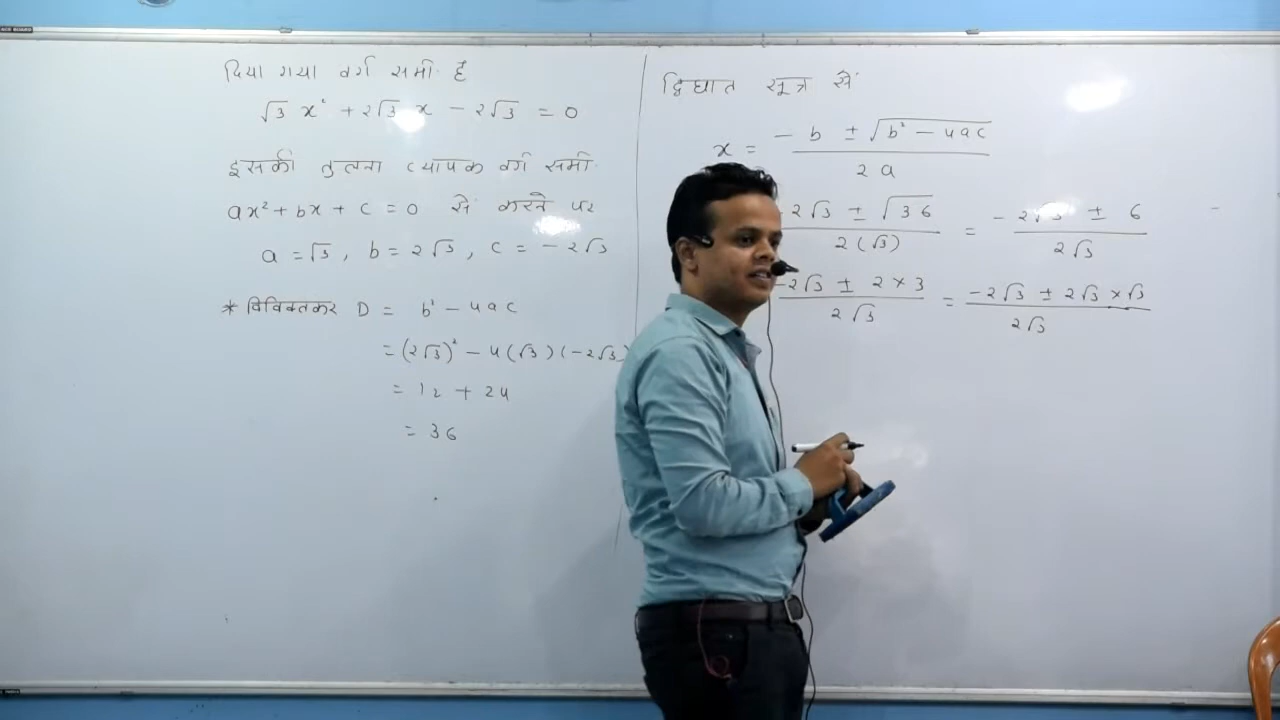 दिया गया वर्ग समी. है
√3 x² + 2√3 x − 2√3 = 0
इसकी तुलना व्यापक वर्ग समी.
ax² + bx + c = 0 से करने पर
a = √3, b = 2√3, c = −2√3
* विविक्तकर D = b² − 4ac
= (2√3)² − 4(√3)(−2√3)
= 12 + 24
= 36
द्विघात सूत्र से
x = (−b ± √(b² − 4ac)) / 2a
(−2√3 ± √36) / 2(√3) = (−2√3 ± 6) / 2√3
(−2√3 ± 2×3) / 2√3 = (−2√3 ± 2√3×√3) / 2√3